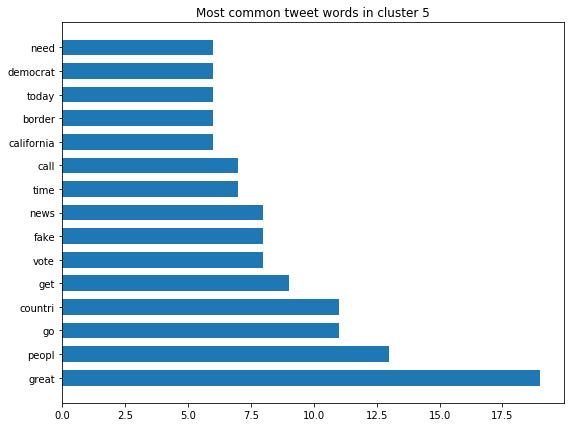 Most common tweet words in cluster 5
need
democrat
today
border
california
call
time
news
fake
vote
get
countri
go
peopl
great
0.0 2.5 5.0 7.5 10.0 12.5 15.0 17.5